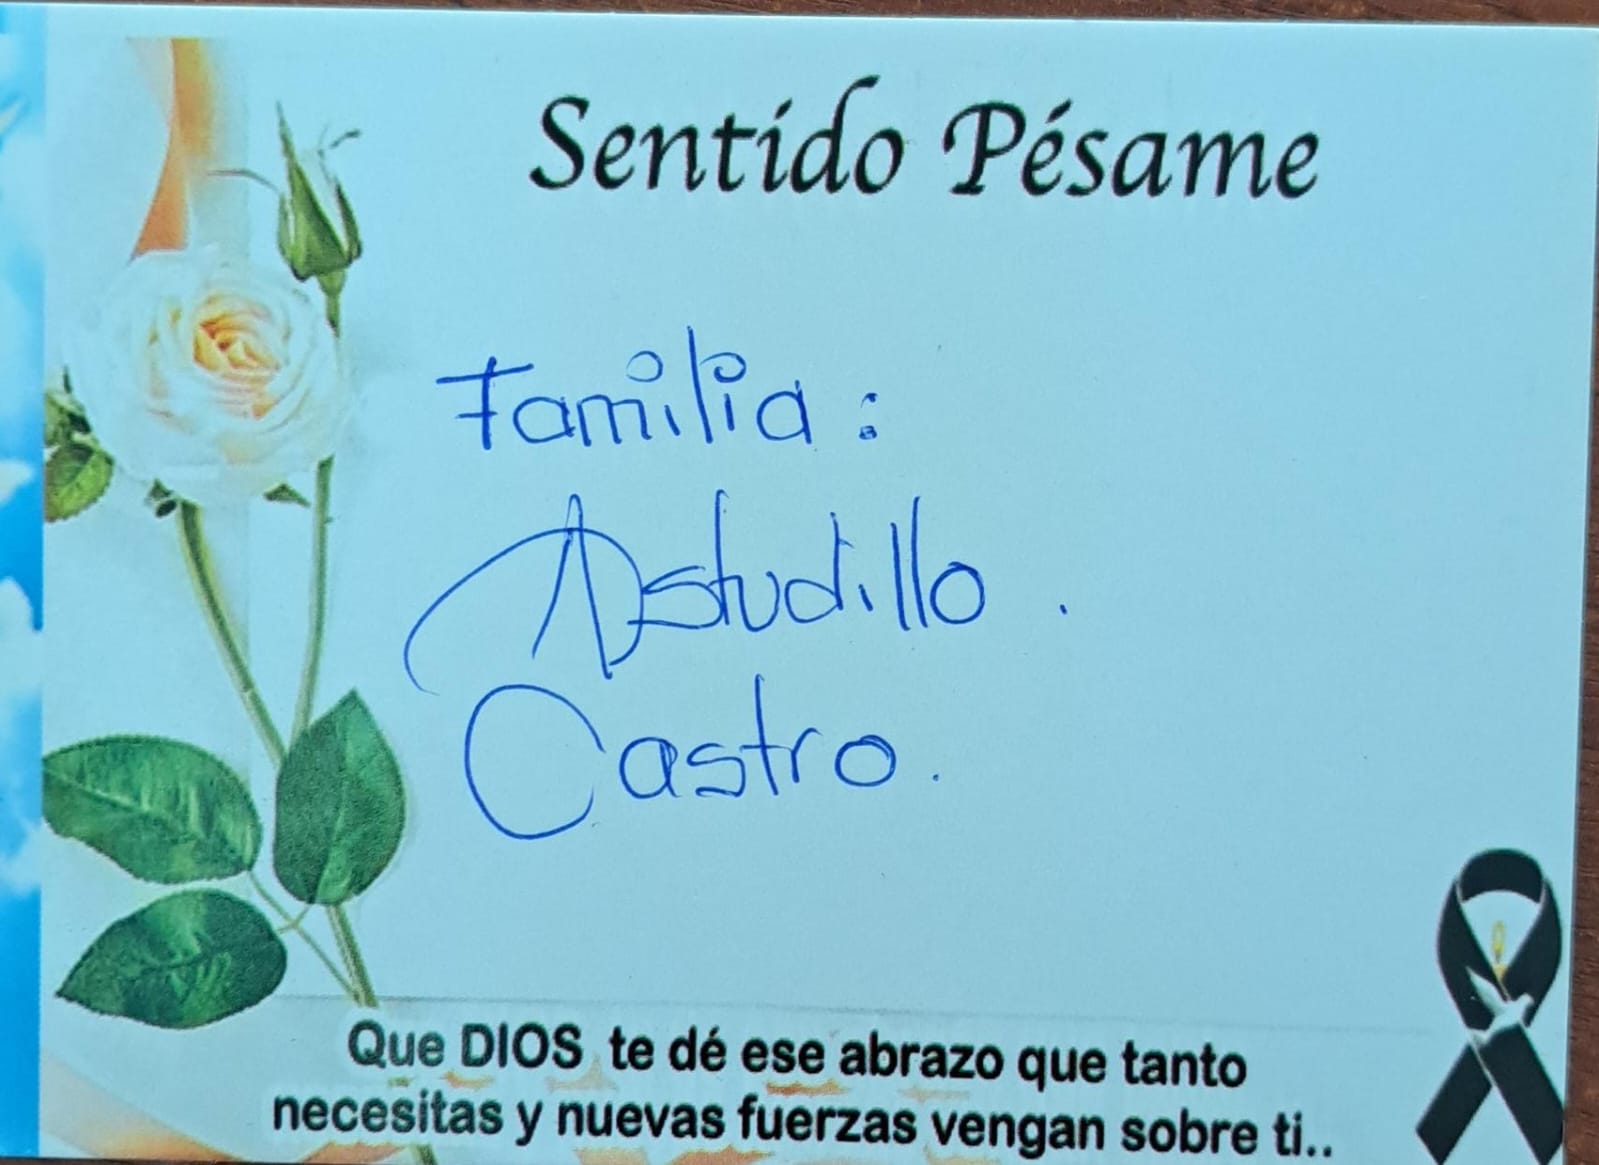 Sentido Pésame
Familia:
Astudillo.
Castro.
Que DIOS te dé ese abrazo que tanto
necesitas y nuevas fuerzas vengan sobre ti..